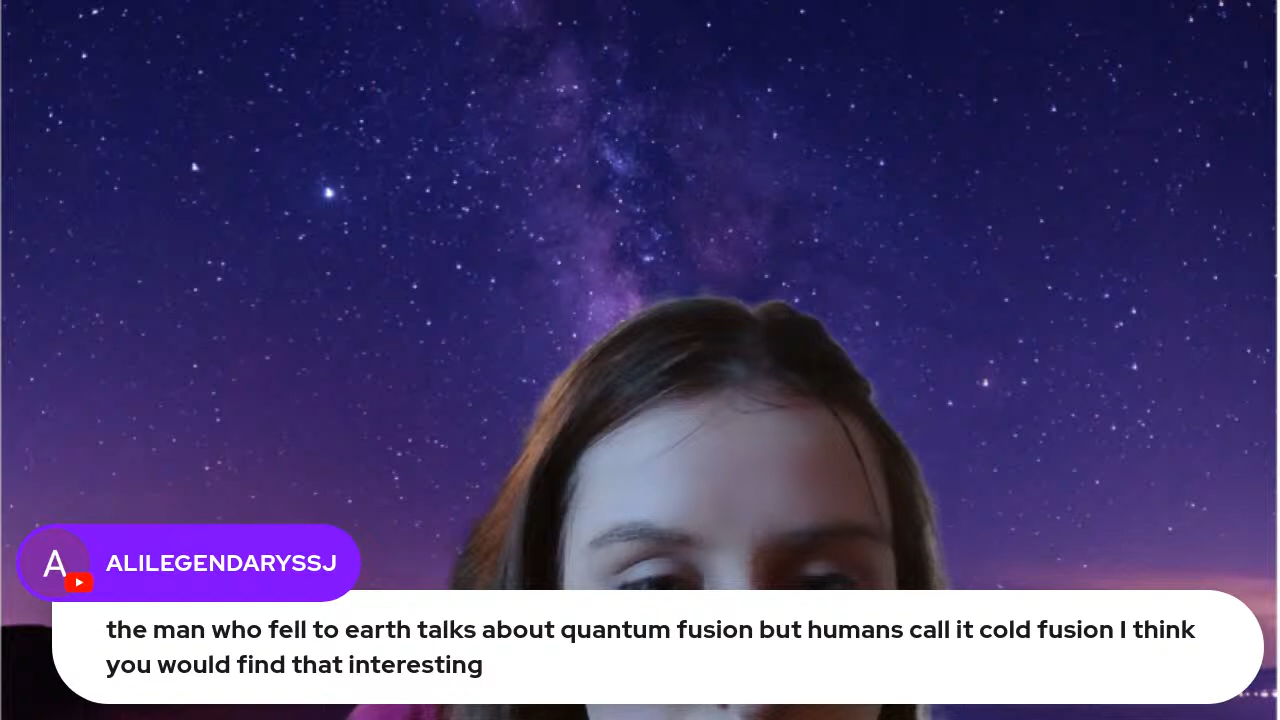 A
ALILEGENDARYSSJ
the man who fell to earth talks about quantum fusion but humans call it cold fusion I think
you would find that interesting